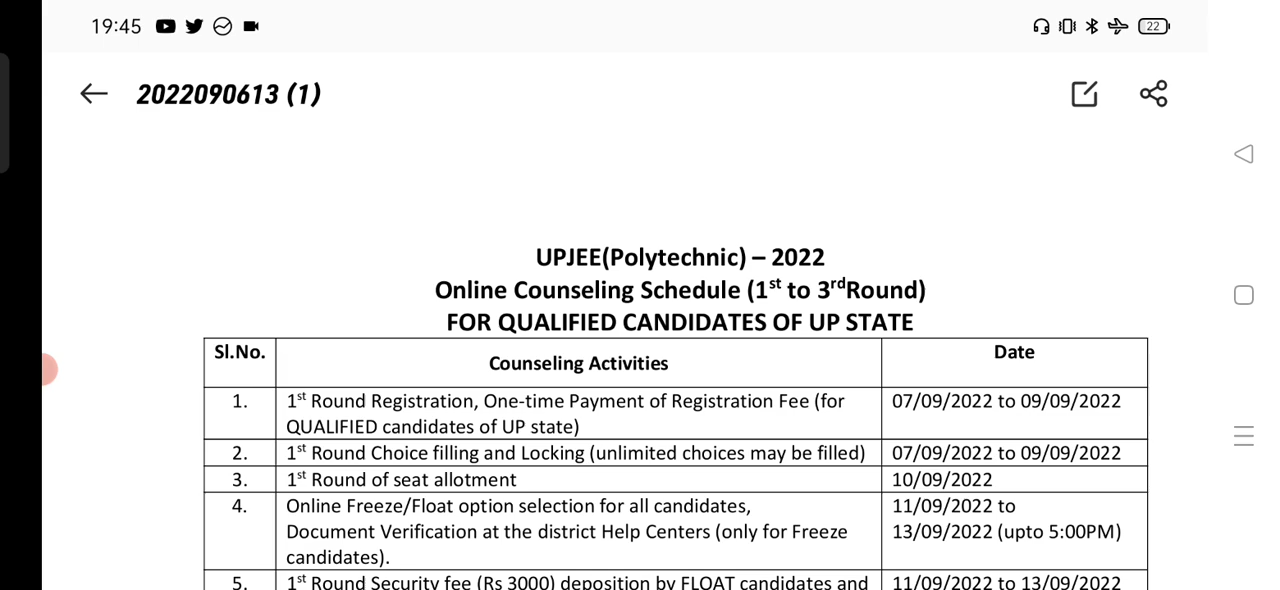 19:45 22
2022090613 (1)
UPJEE(Polytechnic) – 2022
Online Counseling Schedule (1st to 3rdRound)
FOR QUALIFIED CANDIDATES OF UP STATE
Sl.No. Counseling Activities Date
1. 1st Round Registration, One-time Payment of Registration Fee (for 07/09/2022 to 09/09/2022
QUALIFIED candidates of UP state)
2. 1st Round Choice filling and Locking (unlimited choices may be filled) 07/09/2022 to 09/09/2022
3. 1st Round of seat allotment 10/09/2022
4. Online Freeze/Float option selection for all candidates, 11/09/2022 to
Document Verification at the district Help Centers (only for Freeze 13/09/2022 (upto 5:00PM)
candidates).
5. 1st Round Security fee (Rs 3000) deposition by FLOAT candidates and 11/09/2022 to 13/09/2022